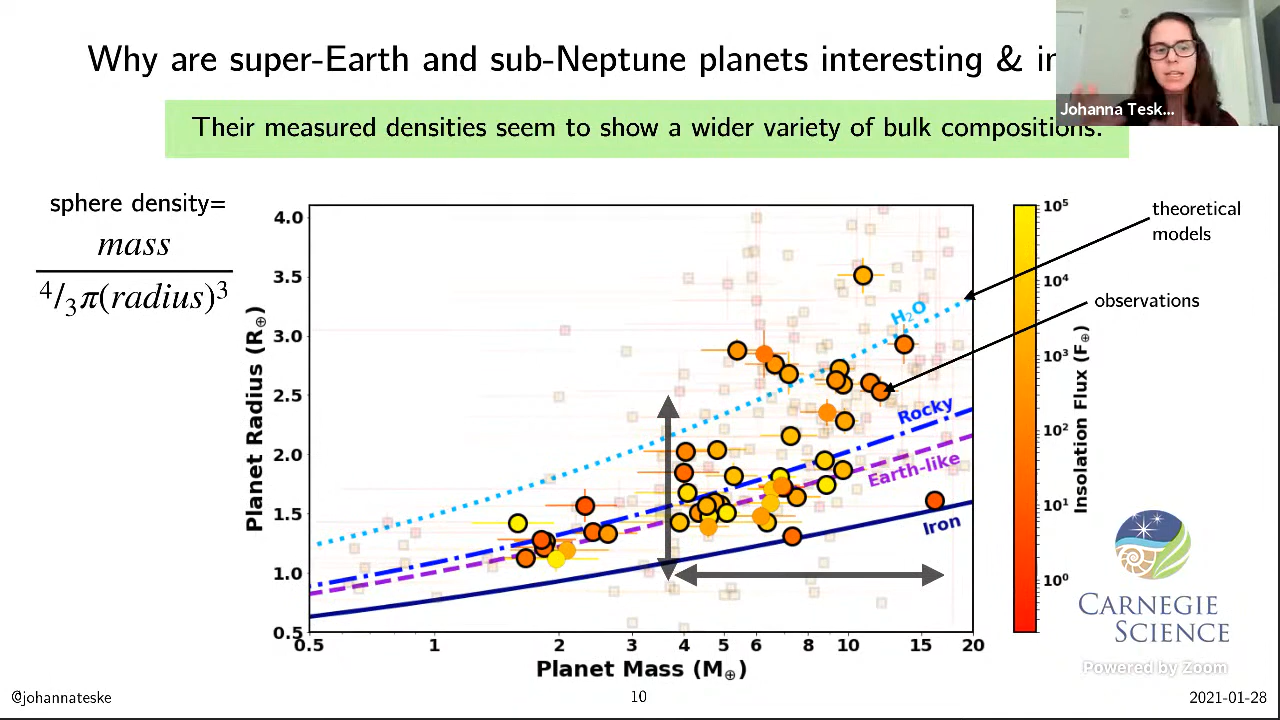 Why are super-Earth and sub-Neptune planets interesting & i
Johanna Tesk...
Their measured densities seem to show a wider variety of bulk compositions.
sphere density=
mass
4/3π(radius)³
4.0
3.5
3.0
2.5
2.0
1.5
1.0
0.5
Planet Radius (R⊕)
0.5 1 2 3 4 5 6 8 10 20
Planet Mass (M⊕)
H₂O
Rocky
Earth-like
Iron
10⁵
10⁴
10³
10²
10¹
10⁰
Insolation Flux (F⊕)
theoretical
models
observations
CARNEGIE
SCIENCE
Powered by Zoom
@johannateske
10
2021-01-28